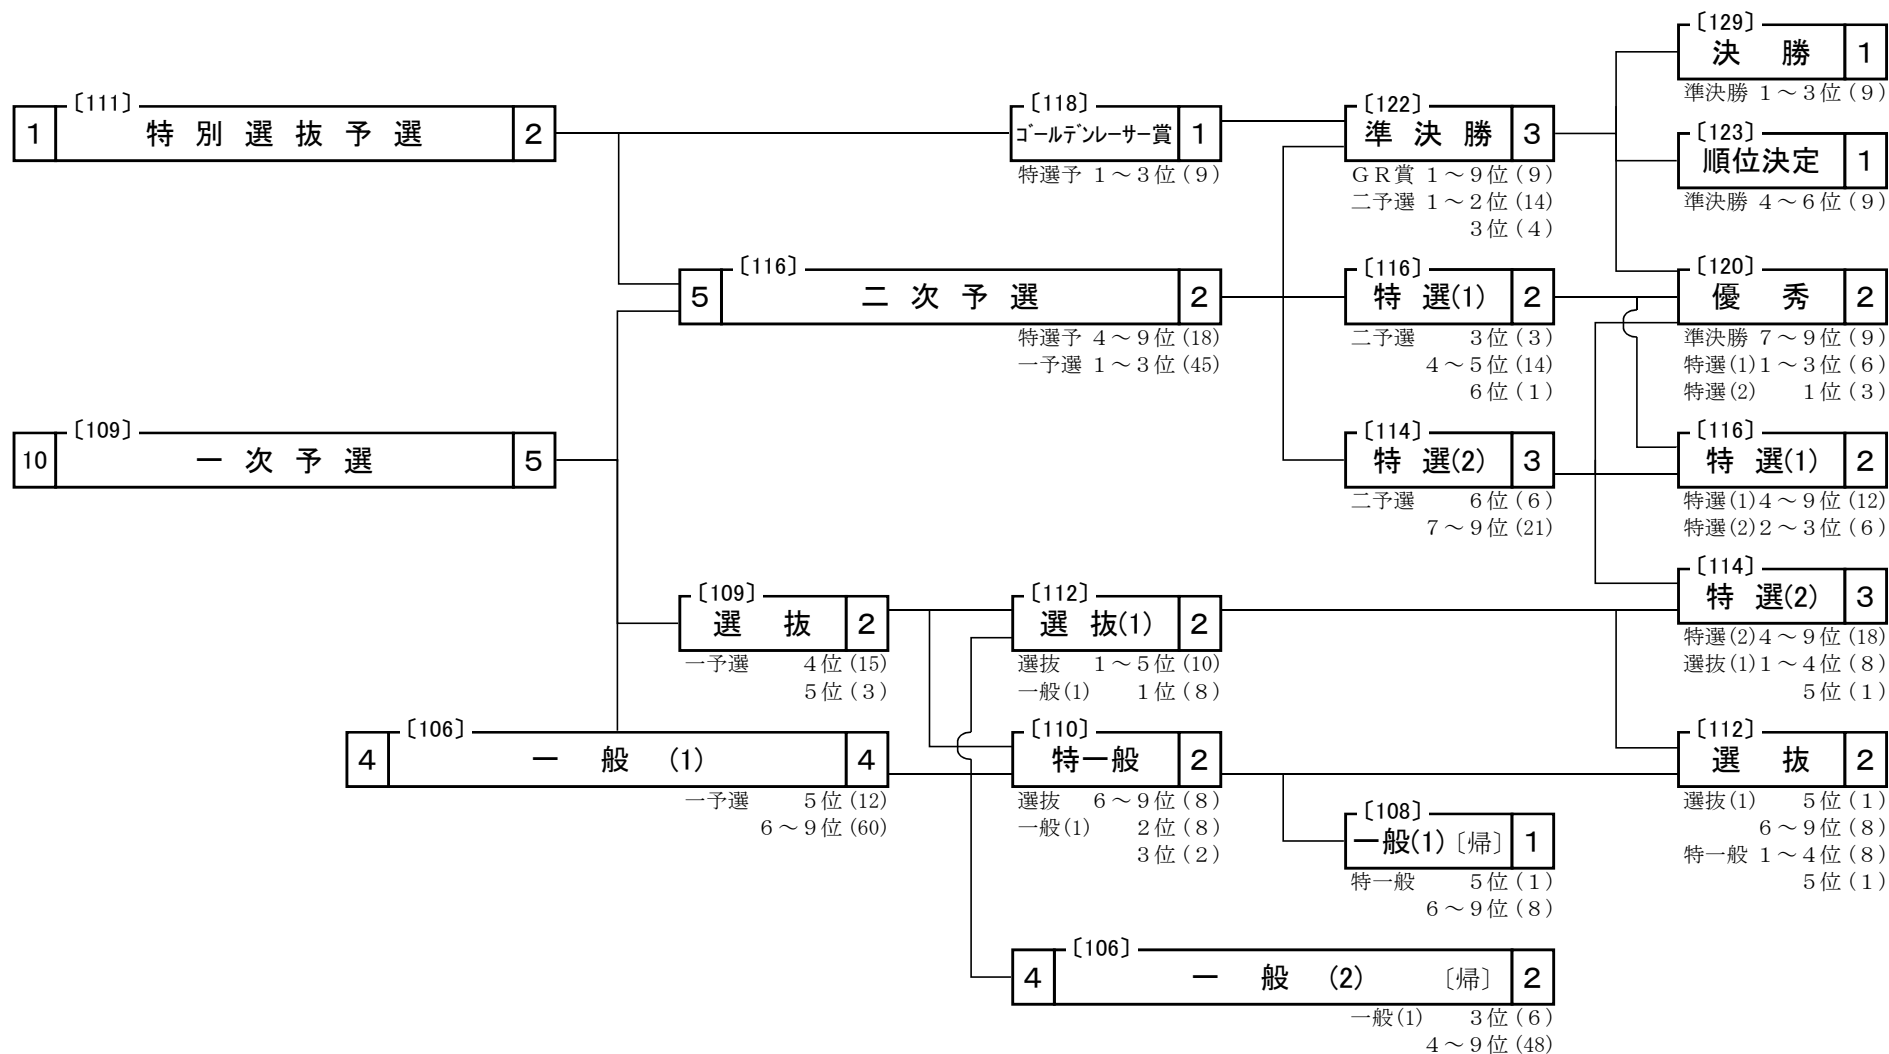 〔129〕
決　勝 1
準決勝 1～3位(9)
〔111〕
1 特別選抜予選 2
〔118〕
ゴールデンレーサー賞 1
特選予 1～3位(9)
〔122〕
準決勝 3
GR賞 1～9位(9)
二予選 1～2位(14)
3位(4)
〔123〕
順位決定 1
準決勝 4～6位(9)
〔116〕
5 二次予選 2
特選予 4～9位(18)
一予選 1～3位(45)
〔116〕
特選(1) 2
二予選 3位(3)
4～5位(14)
6位(1)
〔120〕
優　秀 2
準決勝 7～9位(9)
特選(1)1～3位(6)
特選(2) 1位(3)
〔109〕
10 一次予選 5
〔114〕
特選(2) 3
二予選 6位(6)
7～9位(21)
〔116〕
特選(1) 2
特選(1)4～9位(12)
特選(2)2～3位(6)
〔109〕
選　抜 2
一予選 4位(15)
5位(3)
〔112〕
選抜(1) 2
選抜 1～5位(10)
一般(1) 1位(8)
〔114〕
特選(2) 3
特選(2)4～9位(18)
選抜(1)1～4位(8)
5位(1)
〔106〕
4 一般(1) 4
一予選 5位(12)
6～9位(60)
〔110〕
特一般 2
選抜 6～9位(8)
一般(1) 2位(8)
3位(2)
〔108〕
一般(1)〔帰〕 1
特一般 5位(1)
6～9位(8)
〔112〕
選　抜 2
選抜(1) 5位(1)
6～9位(8)
特一般 1～4位(8)
5位(1)
〔106〕
4 一般(2) 〔帰〕 2
一般(1) 3位(6)
4～9位(48)